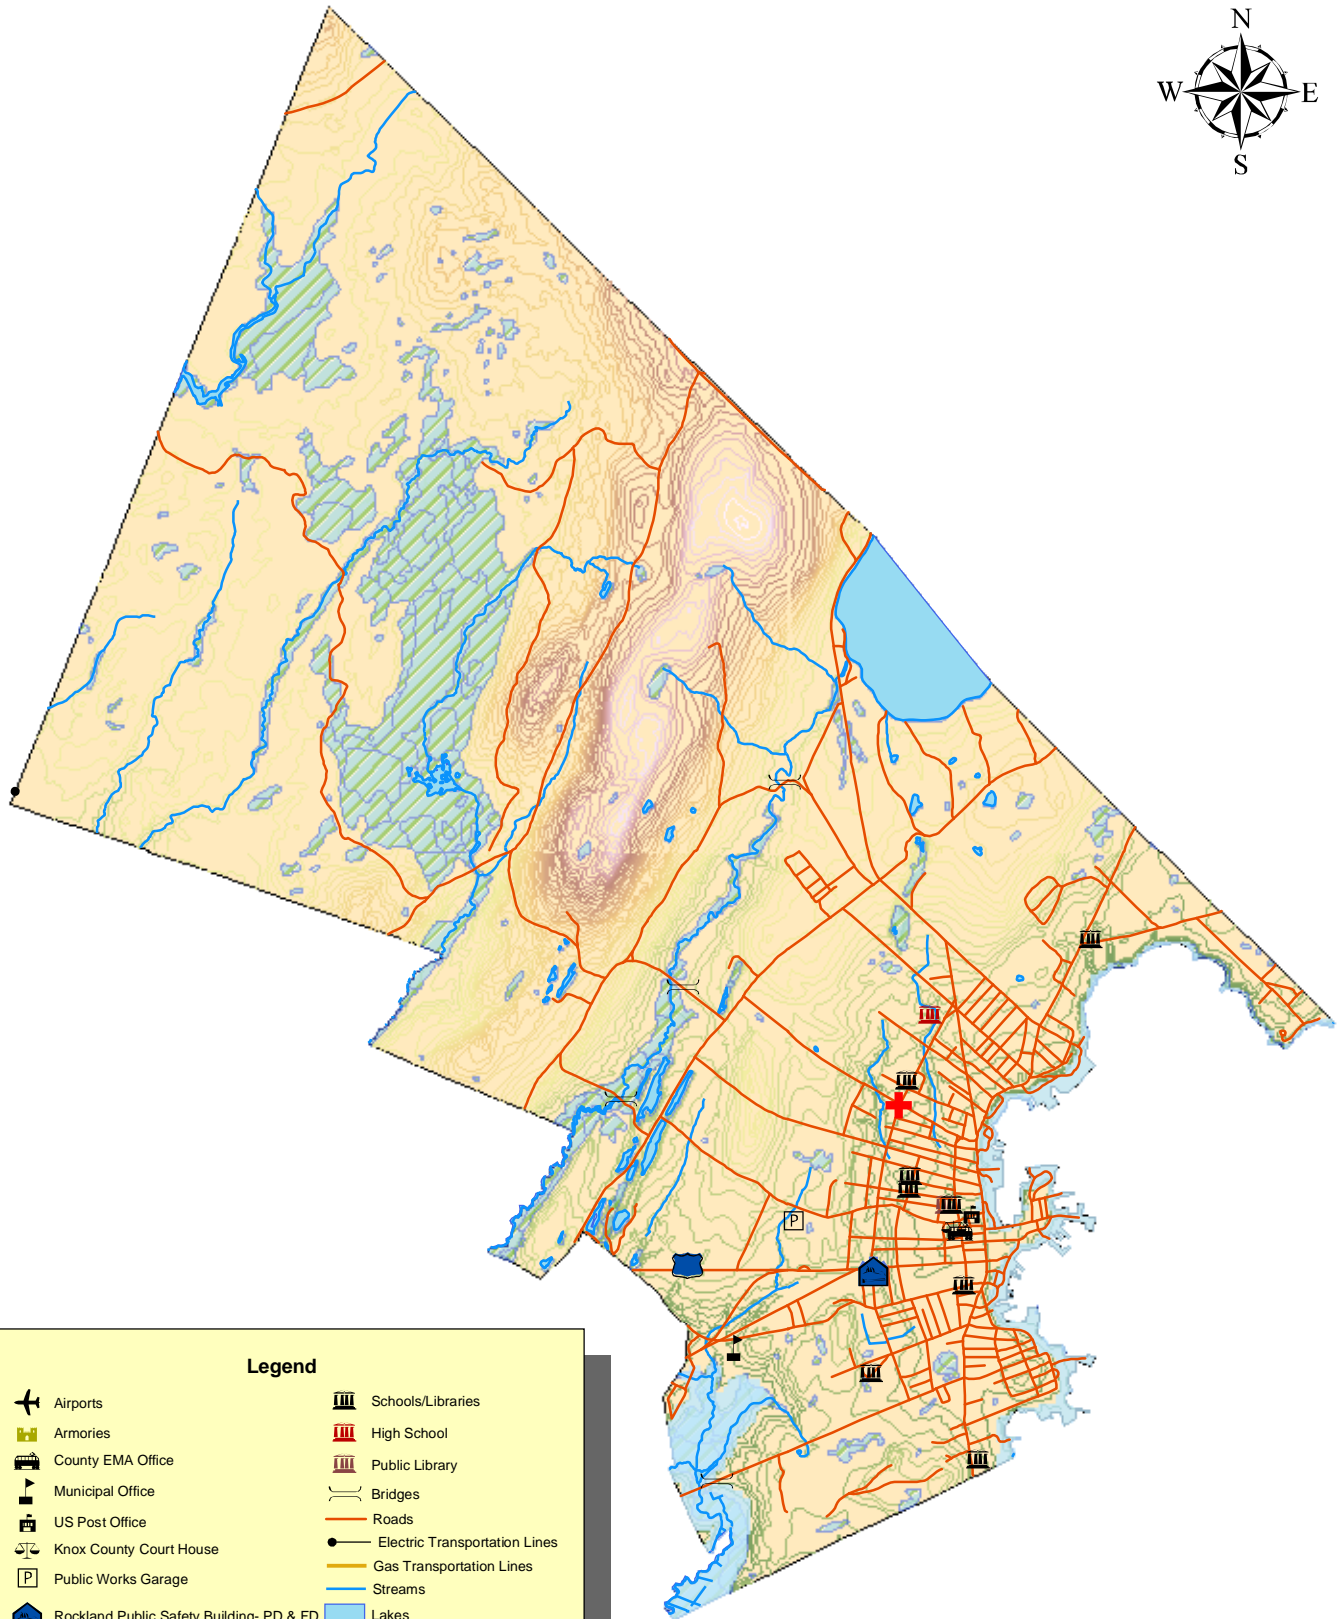 N
W E
S
P
Legend
Airports
Armories
County EMA Office
Municipal Office
US Post Office
Knox County Court House
P Public Works Garage
Rockland Public Safety Building- PD & FD
Schools/Libraries
High School
Public Library
Bridges
Roads
Electric Transportation Lines
Gas Transportation Lines
Streams
Lakes